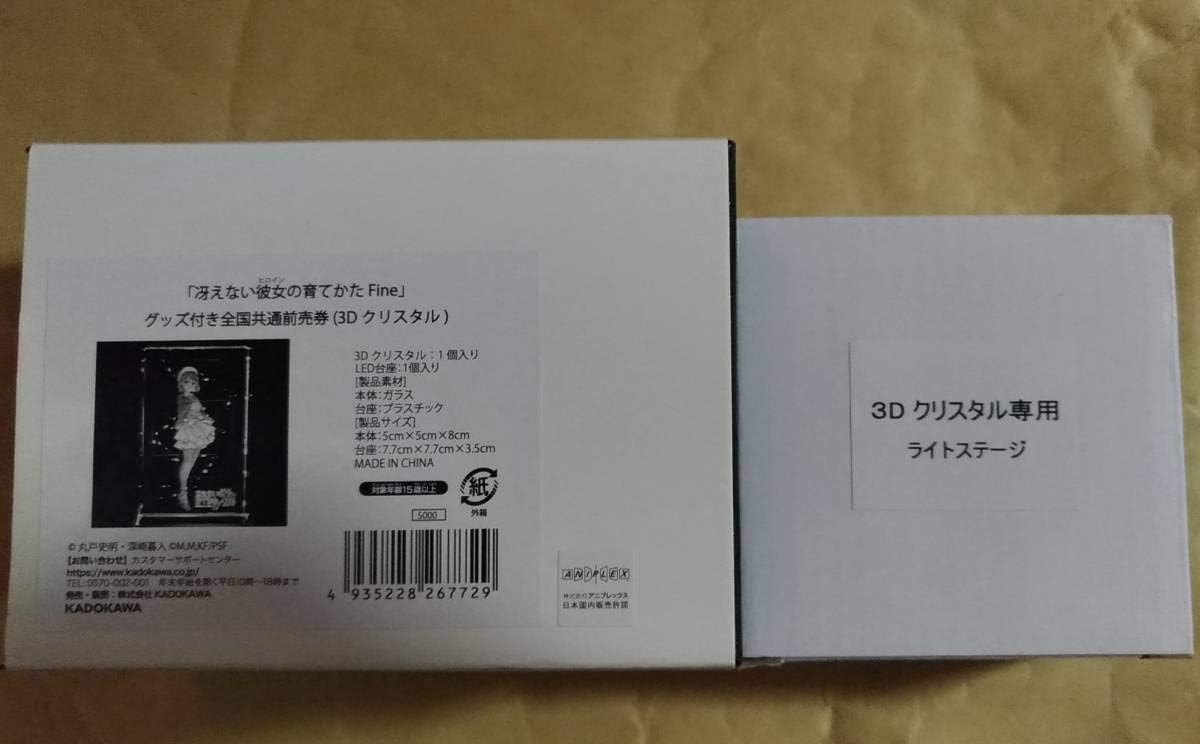 ヒロイン
「冴えない彼女の育てかた Fine」
グッズ付き全国共通前売券 (3D クリスタル)
3D クリスタル:1個入り
LED台座:1個入り
[製品素材]
本体:ガラス
台座:プラスチック
[製品サイズ]
本体:5cm×5cm×8cm
台座:7.7cm×7.7cm×3.5cm
MADE IN CHINA
対象年齢15歳以上
紙
外箱
5000
© 丸戸史明・深崎暮人 ©M,M,KF/PSF
【お問い合わせ】カスタマーサポートセンター
https://www.kadokawa.co.jp/
TEL:0570-002-001 年末年始を除く平日10時~18時まで
発売・販売:株式会社 KADOKAWA
KADOKAWA
4 935228 267729
ANIPLEX
株式会社アニプレックス
日本国内販売許諾
3D クリスタル専用
ライトステージ